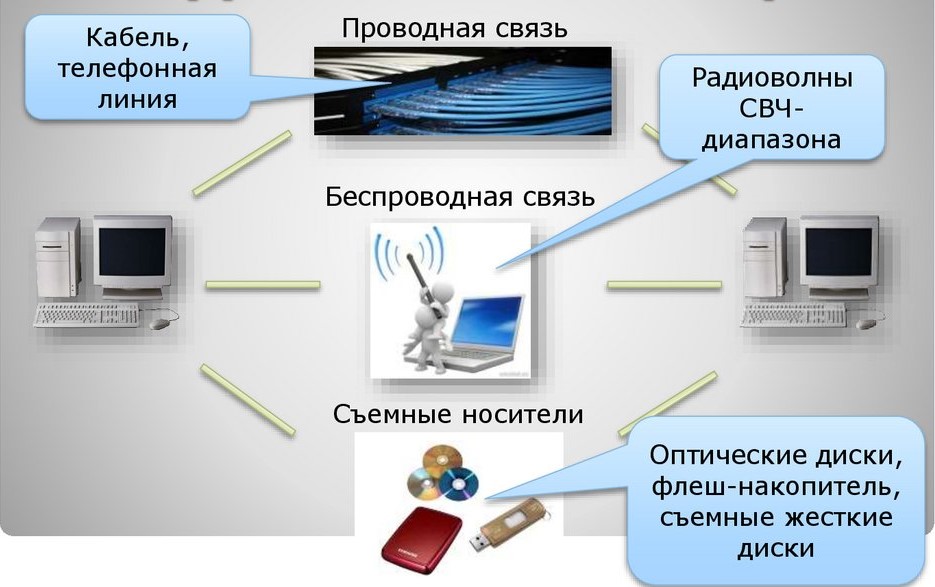 Проводная связь
Кабель,
телефонная
линия
Радиоволны
СВЧ-
диапазона
Беспроводная связь
Съемные носители
Оптические диски,
флеш-накопитель,
съемные жесткие
диски
SAMSUNG